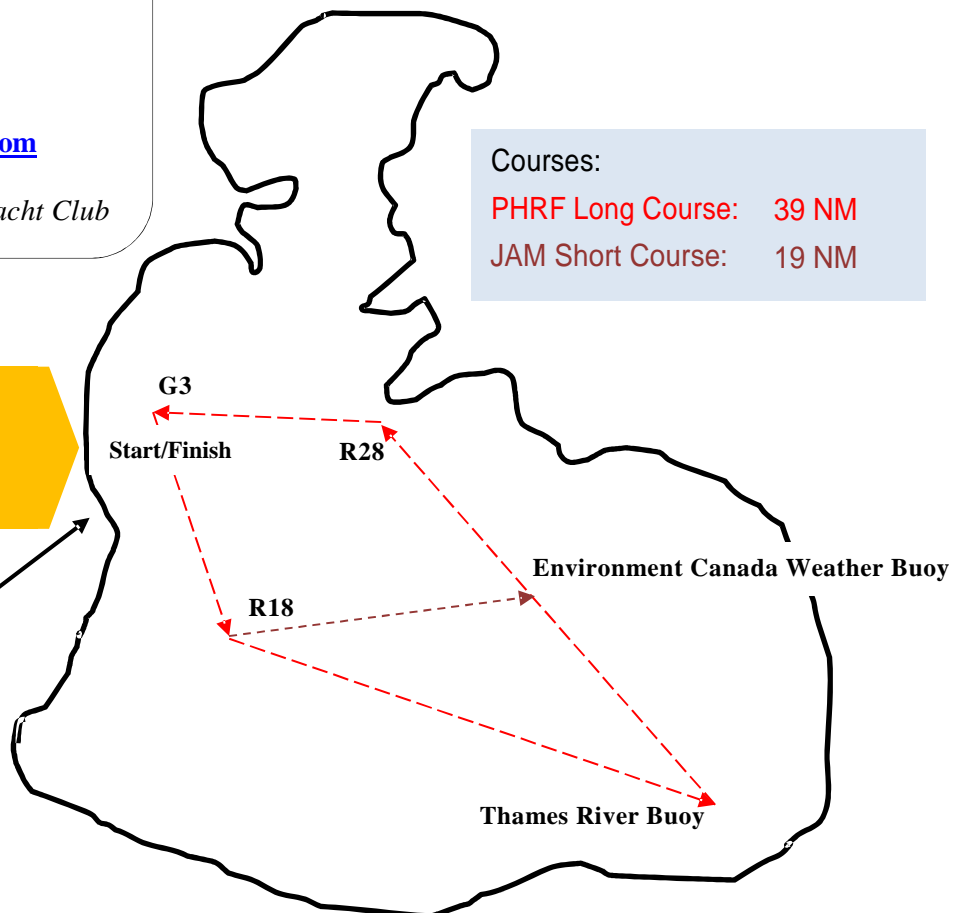 om
acht Club
Courses:
PHRF Long Course: 39 NM
JAM Short Course: 19 NM
G3
Start/Finish
R28
Environment Canada Weather Buoy
R18
Thames River Buoy